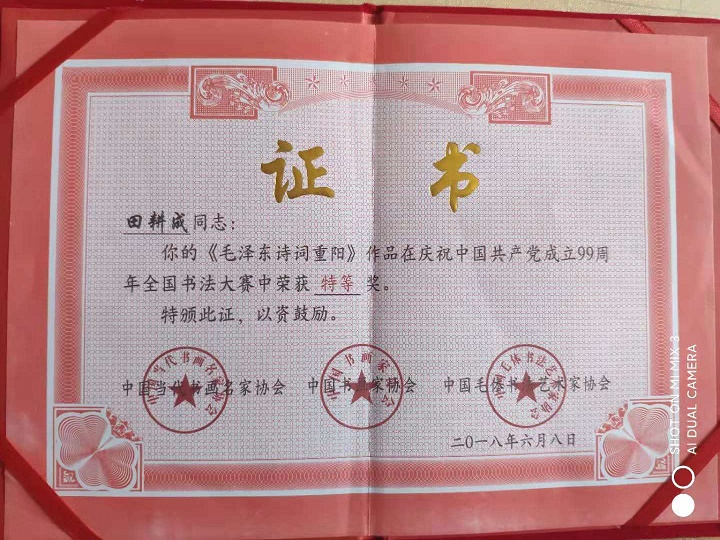 证书
田耕成同志：
你的《毛泽东诗词重阳》作品在庆祝中国共产党成立99周
年全国书法大赛中荣获 特等 奖。
特颁此证，以资鼓励。
中国当代书画名家协会 中国书画家协会 中国毛体书法艺术家协会
二〇一八年六月八日
SHOT ON MI MIX 3
AI DUAL CAMERA